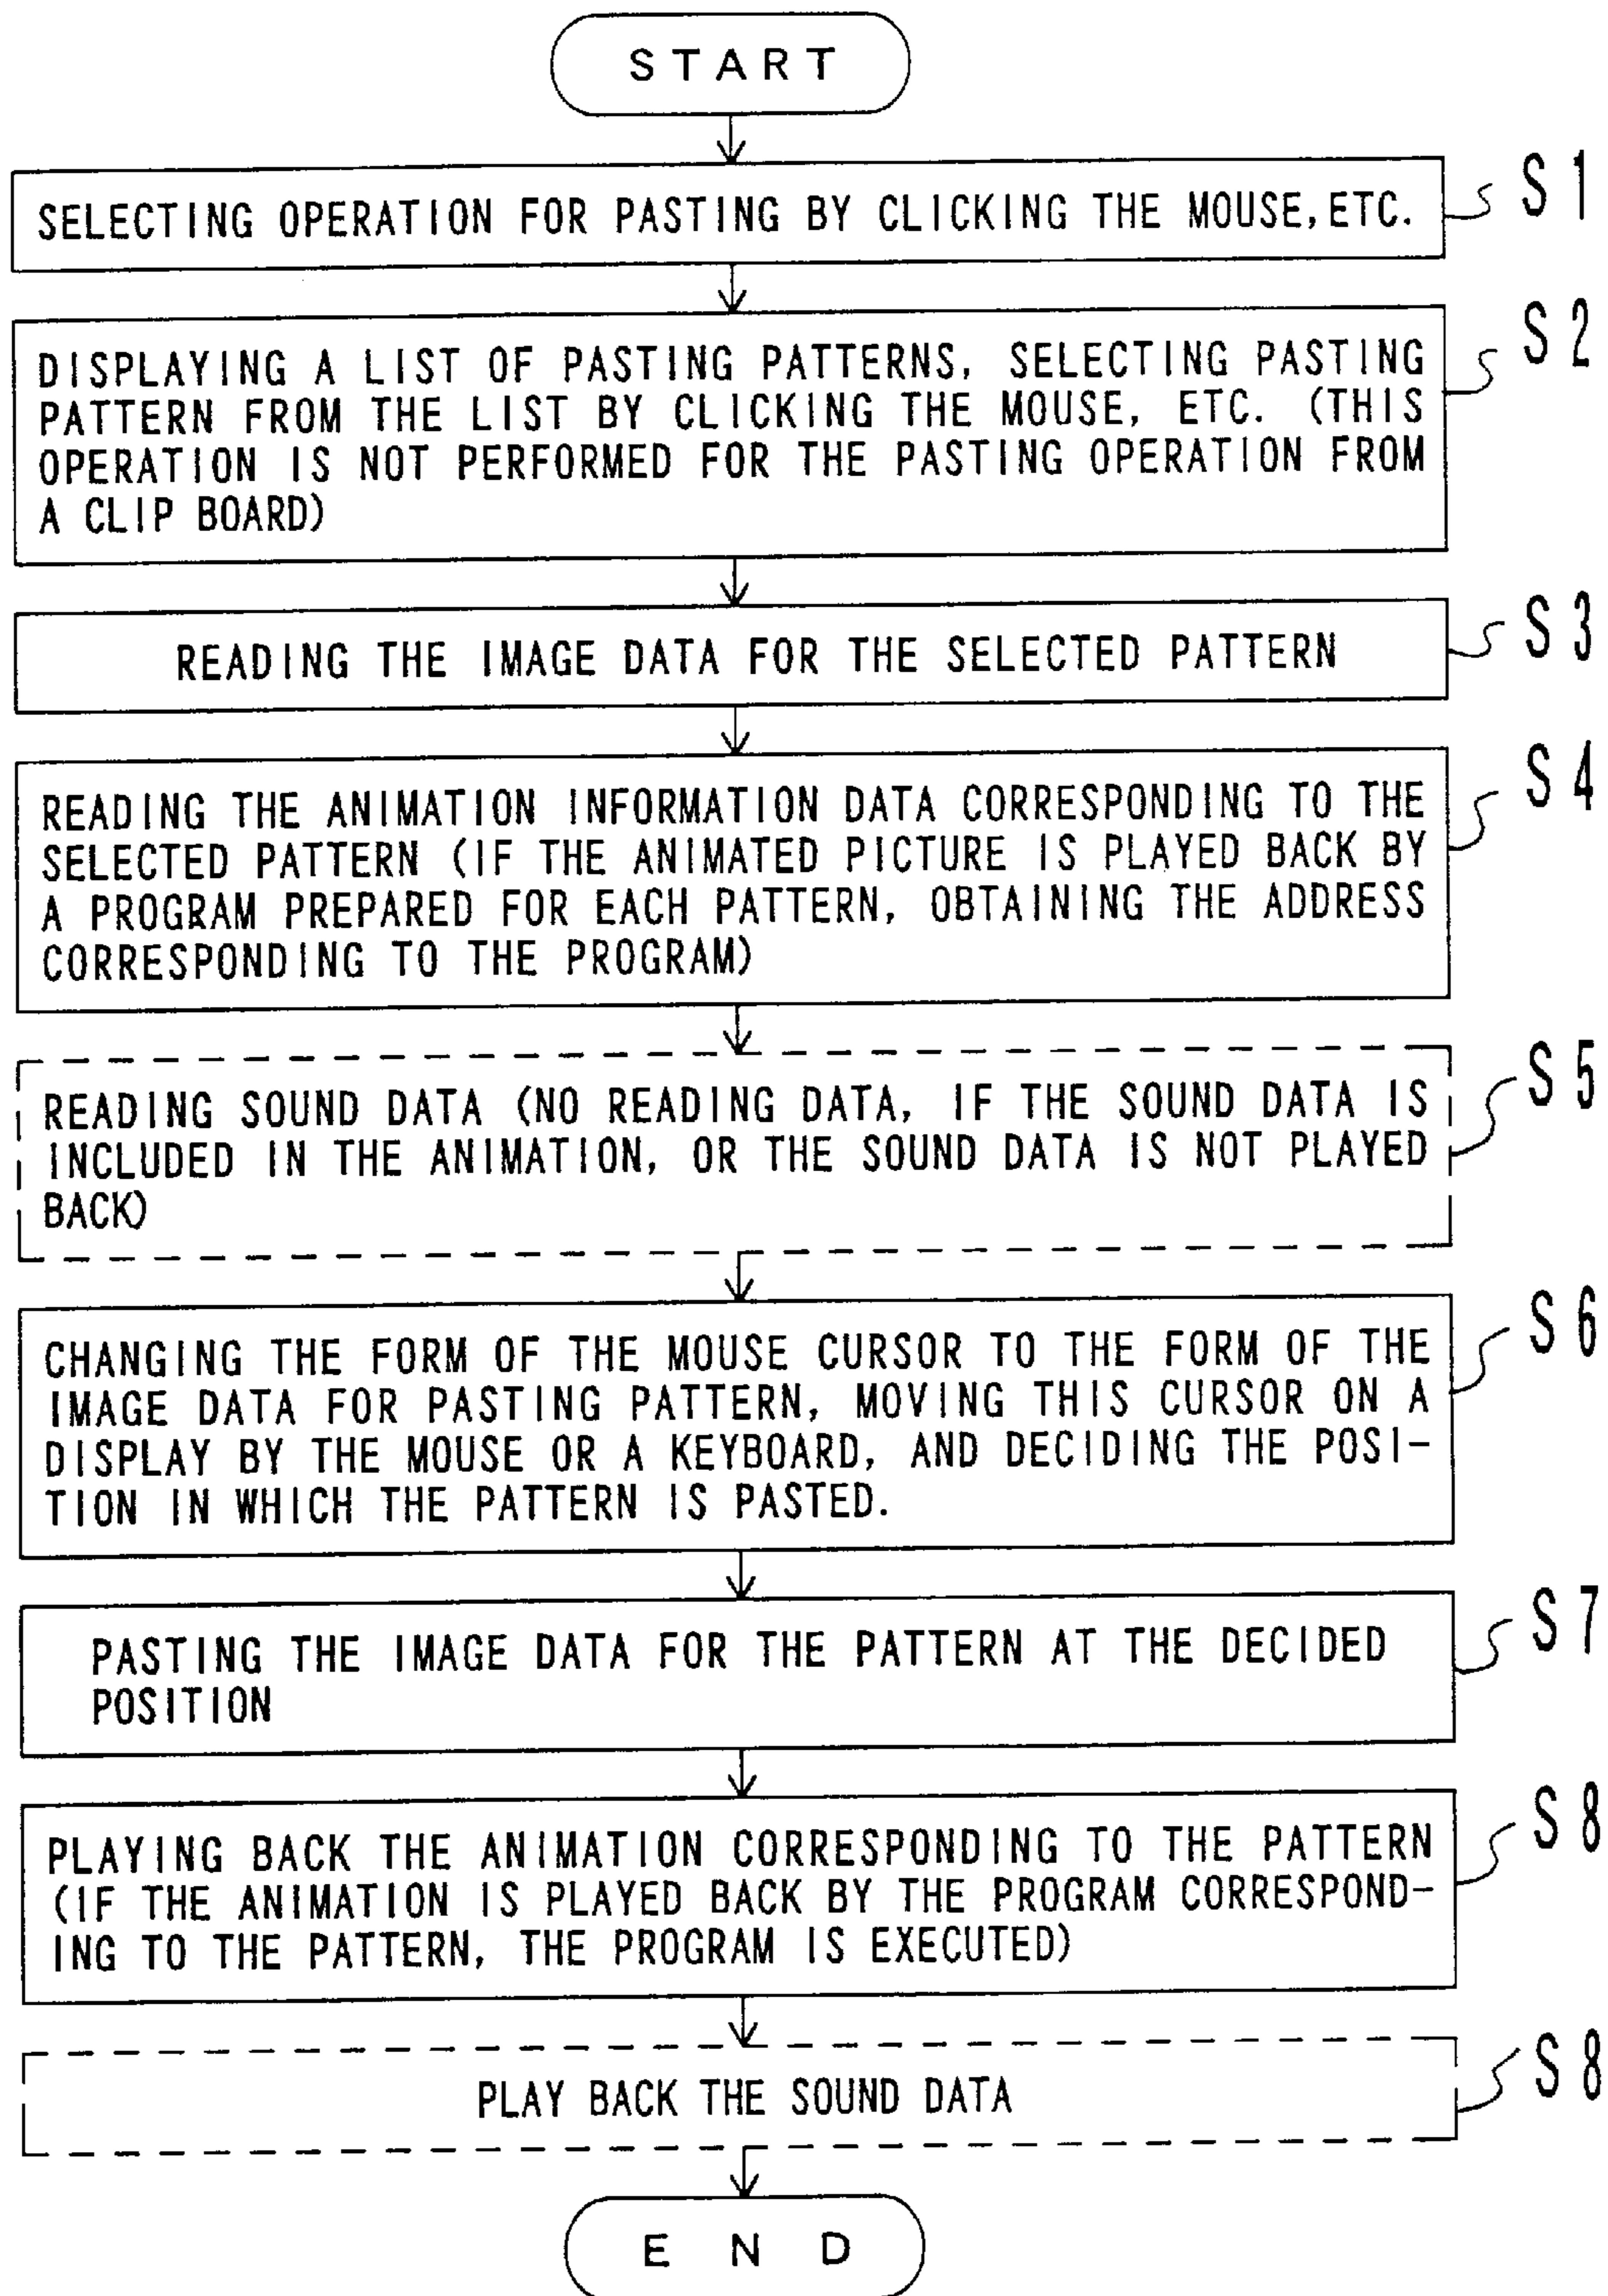 START
SELECTING OPERATION FOR PASTING BY CLICKING THE MOUSE, ETC.
S1
DISPLAYING A LIST OF PASTING PATTERNS, SELECTING PASTING
PATTERN FROM THE LIST BY CLICKING THE MOUSE, ETC. (THIS
OPERATION IS NOT PERFORMED FOR THE PASTING OPERATION FROM
A CLIP BOARD)
S2
READING THE IMAGE DATA FOR THE SELECTED PATTERN
S3
READING THE ANIMATION INFORMATION DATA CORRESPONDING TO THE
SELECTED PATTERN (IF THE ANIMATED PICTURE IS PLAYED BACK BY
A PROGRAM PREPARED FOR EACH PATTERN, OBTAINING THE ADDRESS
CORRESPONDING TO THE PROGRAM)
S4
READING SOUND DATA (NO READING DATA, IF THE SOUND DATA IS
INCLUDED IN THE ANIMATION, OR THE SOUND DATA IS NOT PLAYED
BACK)
S5
CHANGING THE FORM OF THE MOUSE CURSOR TO THE FORM OF THE
IMAGE DATA FOR PASTING PATTERN, MOVING THIS CURSOR ON A
DISPLAY BY THE MOUSE OR A KEYBOARD, AND DECIDING THE POSI-
TION IN WHICH THE PATTERN IS PASTED.
S6
PASTING THE IMAGE DATA FOR THE PATTERN AT THE DECIDED
POSITION
S7
PLAYING BACK THE ANIMATION CORRESPONDING TO THE PATTERN
(IF THE ANIMATION IS PLAYED BACK BY THE PROGRAM CORRESPOND-
ING TO THE PATTERN, THE PROGRAM IS EXECUTED)
S8
PLAY BACK THE SOUND DATA
S8
END